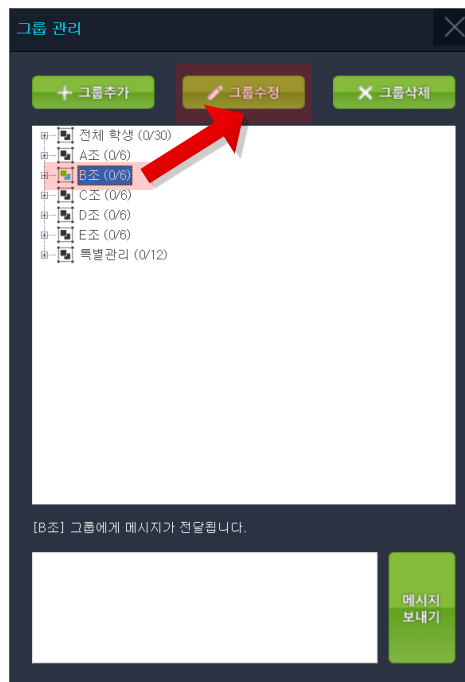 그룹 관리
그룹추가
그룹수정
그룹삭제
전체 학생 (0/30)
A조 (0/6)
B조 (0/6)
C조 (0/6)
D조 (0/6)
E조 (0/6)
특별관리 (0/12)
[B조] 그룹에게 메시지가 전달됩니다.
메시지
보내기